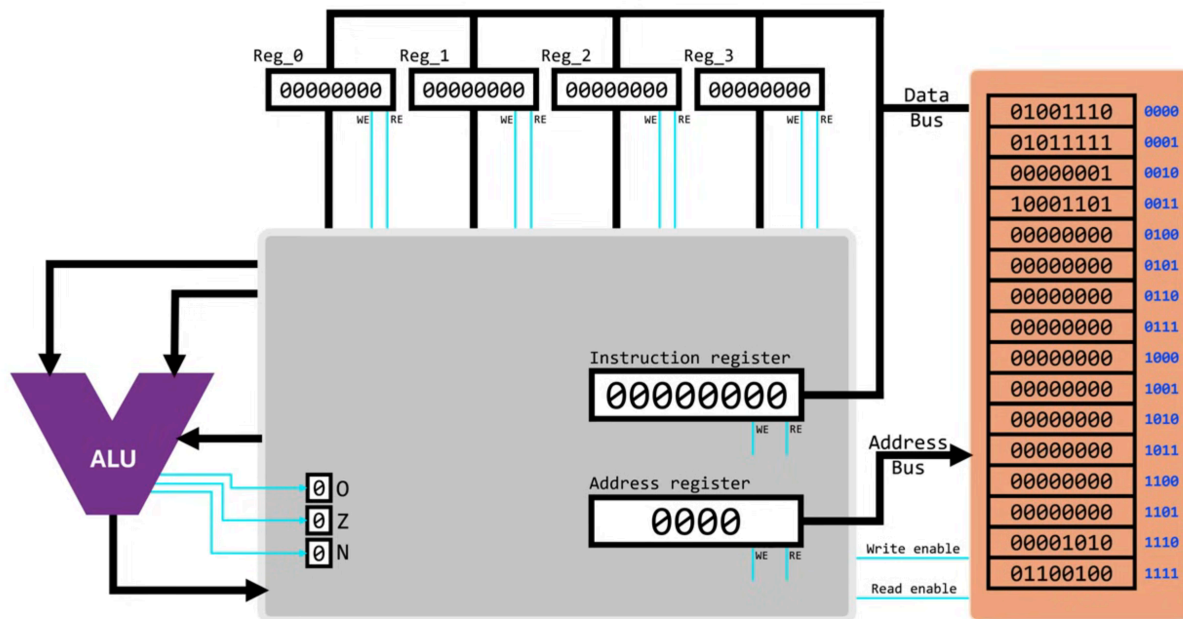 Reg_0 Reg_1 Reg_2 Reg_3
00000000 00000000 00000000 00000000
WE RE WE RE WE RE WE RE
Data
Bus
01001110 0000
01011111 0001
00000001 0010
10001101 0011
00000000 0100
00000000 0101
00000000 0110
00000000 0111
00000000 1000
00000000 1001
00000000 1010
00000000 1011
00000000 1100
00000000 1101
00001010 1110
01100100 1111
Instruction register
00000000
WE RE
Address
Bus
ALU
Address register
0000
WE RE
0 O
0 Z
0 N
Write enable
Read enable